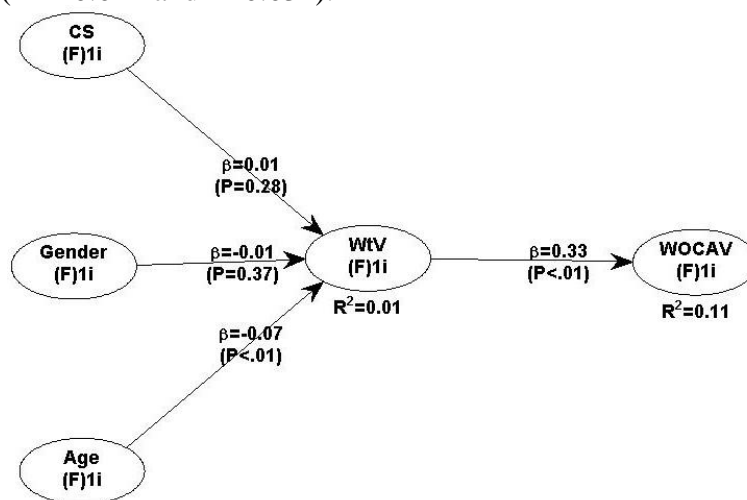 CS
(F)1i
β=0.01
(P=0.28)
Gender
(F)1i
β=-0.01
(P=0.37)
WtV
(F)1i
R²=0.01
β=0.33
(P<.01)
WOCAV
(F)1i
R²=0.11
β=-0.07
(P<.01)
Age
(F)1i